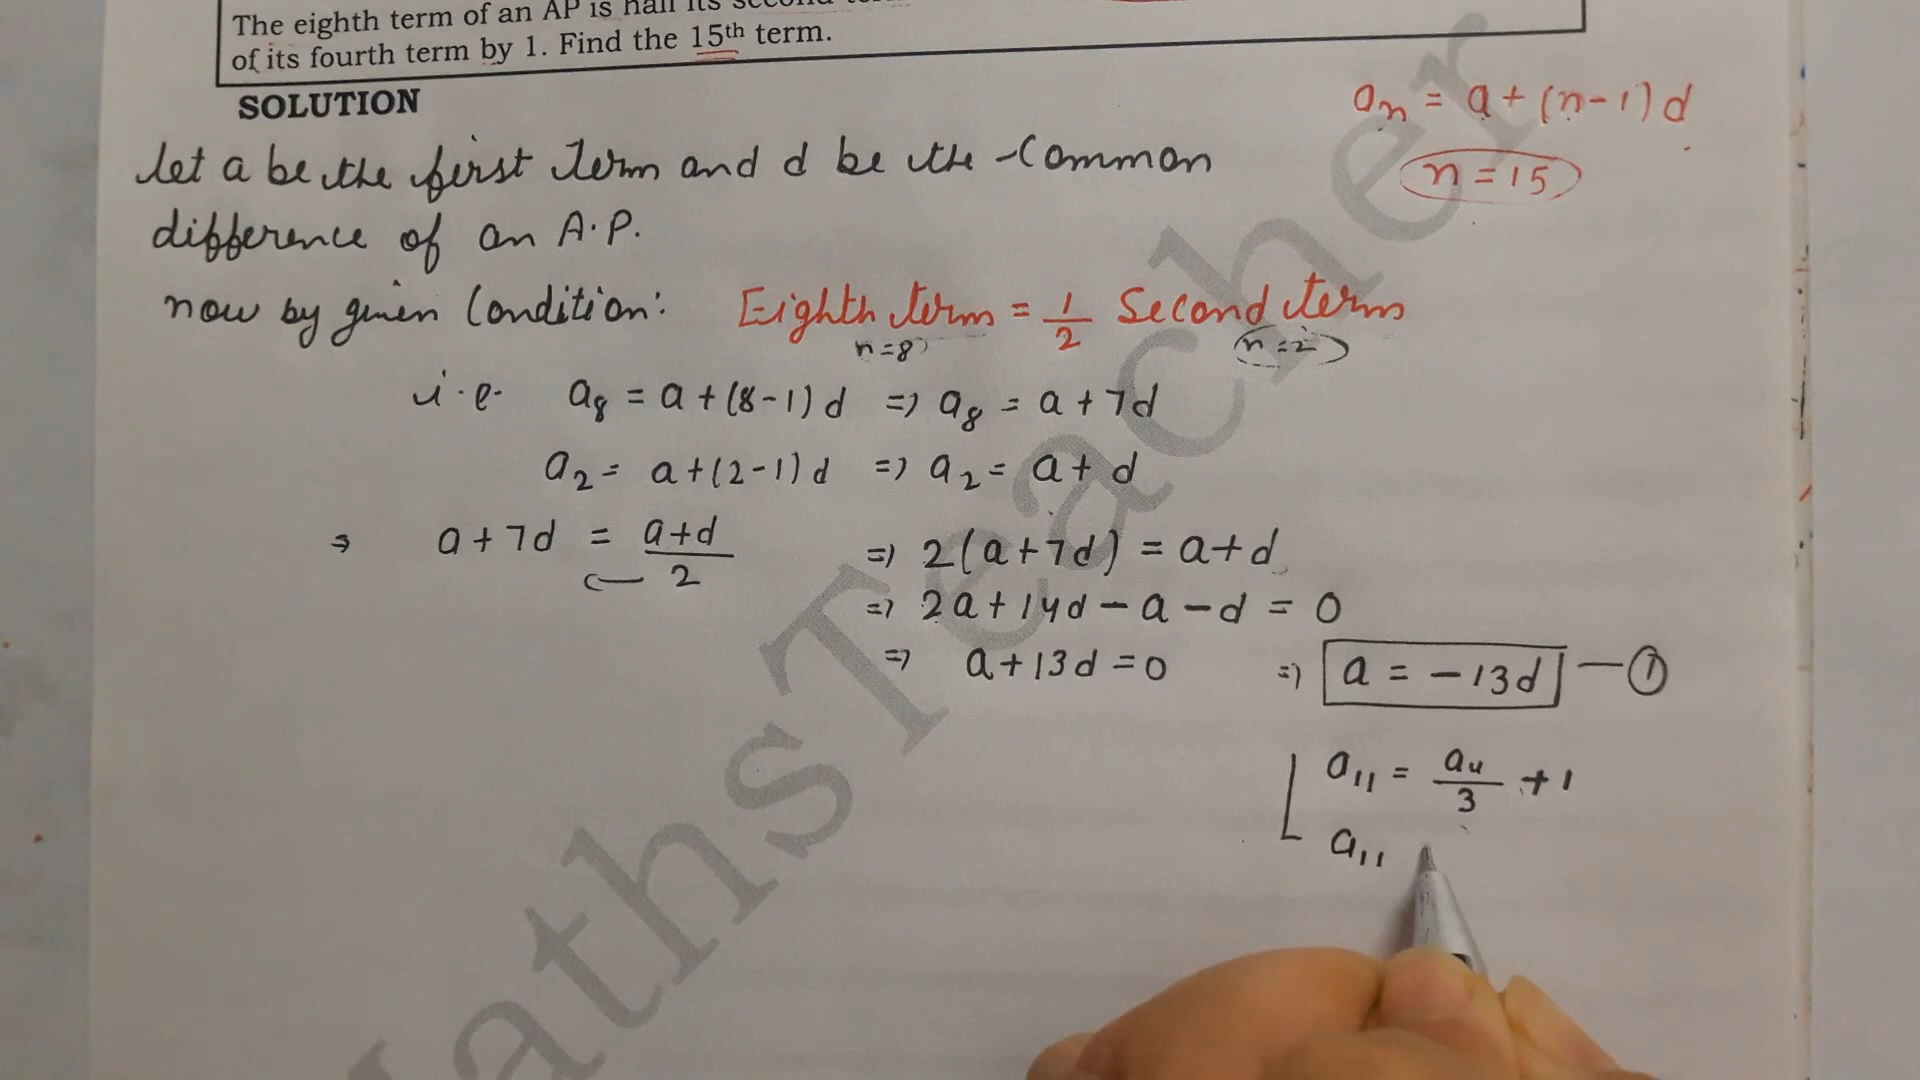 The eighth term of an AP is half its second
of its fourth term by 1. Find the 15th term.
SOLUTION
aₙ = a + (n-1)d
n = 15
let a be the first term and d be the common
difference of an A.P.
now by given Condition: Eighth term = 1/2 Second term
n=8 n=2
i.e. a₈ = a + (8-1)d => a₈ = a + 7d
a₂ = a + (2-1)d => a₂ = a + d
⇒ a + 7d = (a+d)/2 => 2(a+7d) = a+d
=> 2a + 14d - a - d = 0
=> a + 13d = 0 => a = -13d — ①
a₁₁ = a₄/3 + 1
a₁₁
MathsTeacher